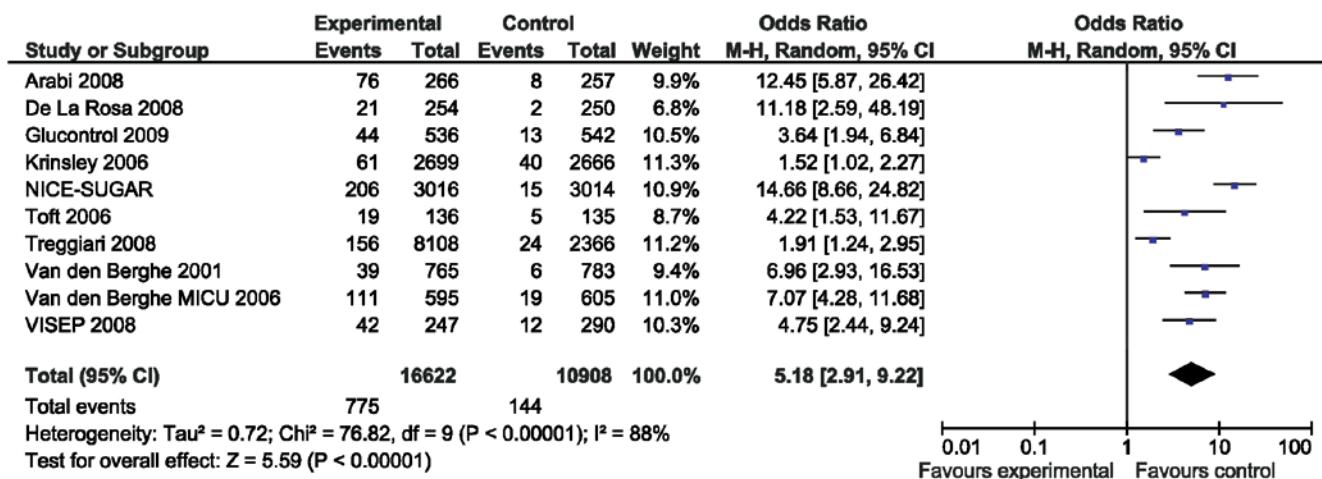 Experimental Control Odds Ratio Odds Ratio
Study or Subgroup Events Total Events Total Weight M-H, Random, 95% CI M-H, Random, 95% CI
Arabi 2008 76 266 8 257 9.9% 12.45 [5.87, 26.42]
De La Rosa 2008 21 254 2 250 6.8% 11.18 [2.59, 48.19]
Glucontrol 2009 44 536 13 542 10.5% 3.64 [1.94, 6.84]
Krinsley 2006 61 2699 40 2666 11.3% 1.52 [1.02, 2.27]
NICE-SUGAR 206 3016 15 3014 10.9% 14.66 [8.66, 24.82]
Toft 2006 19 136 5 135 8.7% 4.22 [1.53, 11.67]
Treggiari 2008 156 8108 24 2366 11.2% 1.91 [1.24, 2.95]
Van den Berghe 2001 39 765 6 783 9.4% 6.96 [2.93, 16.53]
Van den Berghe MICU 2006 111 595 19 605 11.0% 7.07 [4.28, 11.68]
VISEP 2008 42 247 12 290 10.3% 4.75 [2.44, 9.24]
Total (95% CI) 16622 10908 100.0% 5.18 [2.91, 9.22]
Total events 775 144
Heterogeneity: Tau² = 0.72; Chi² = 76.82, df = 9 (P < 0.00001); I² = 88%
Test for overall effect: Z = 5.59 (P < 0.00001)
0.01 0.1 1 10 100
Favours experimental Favours control